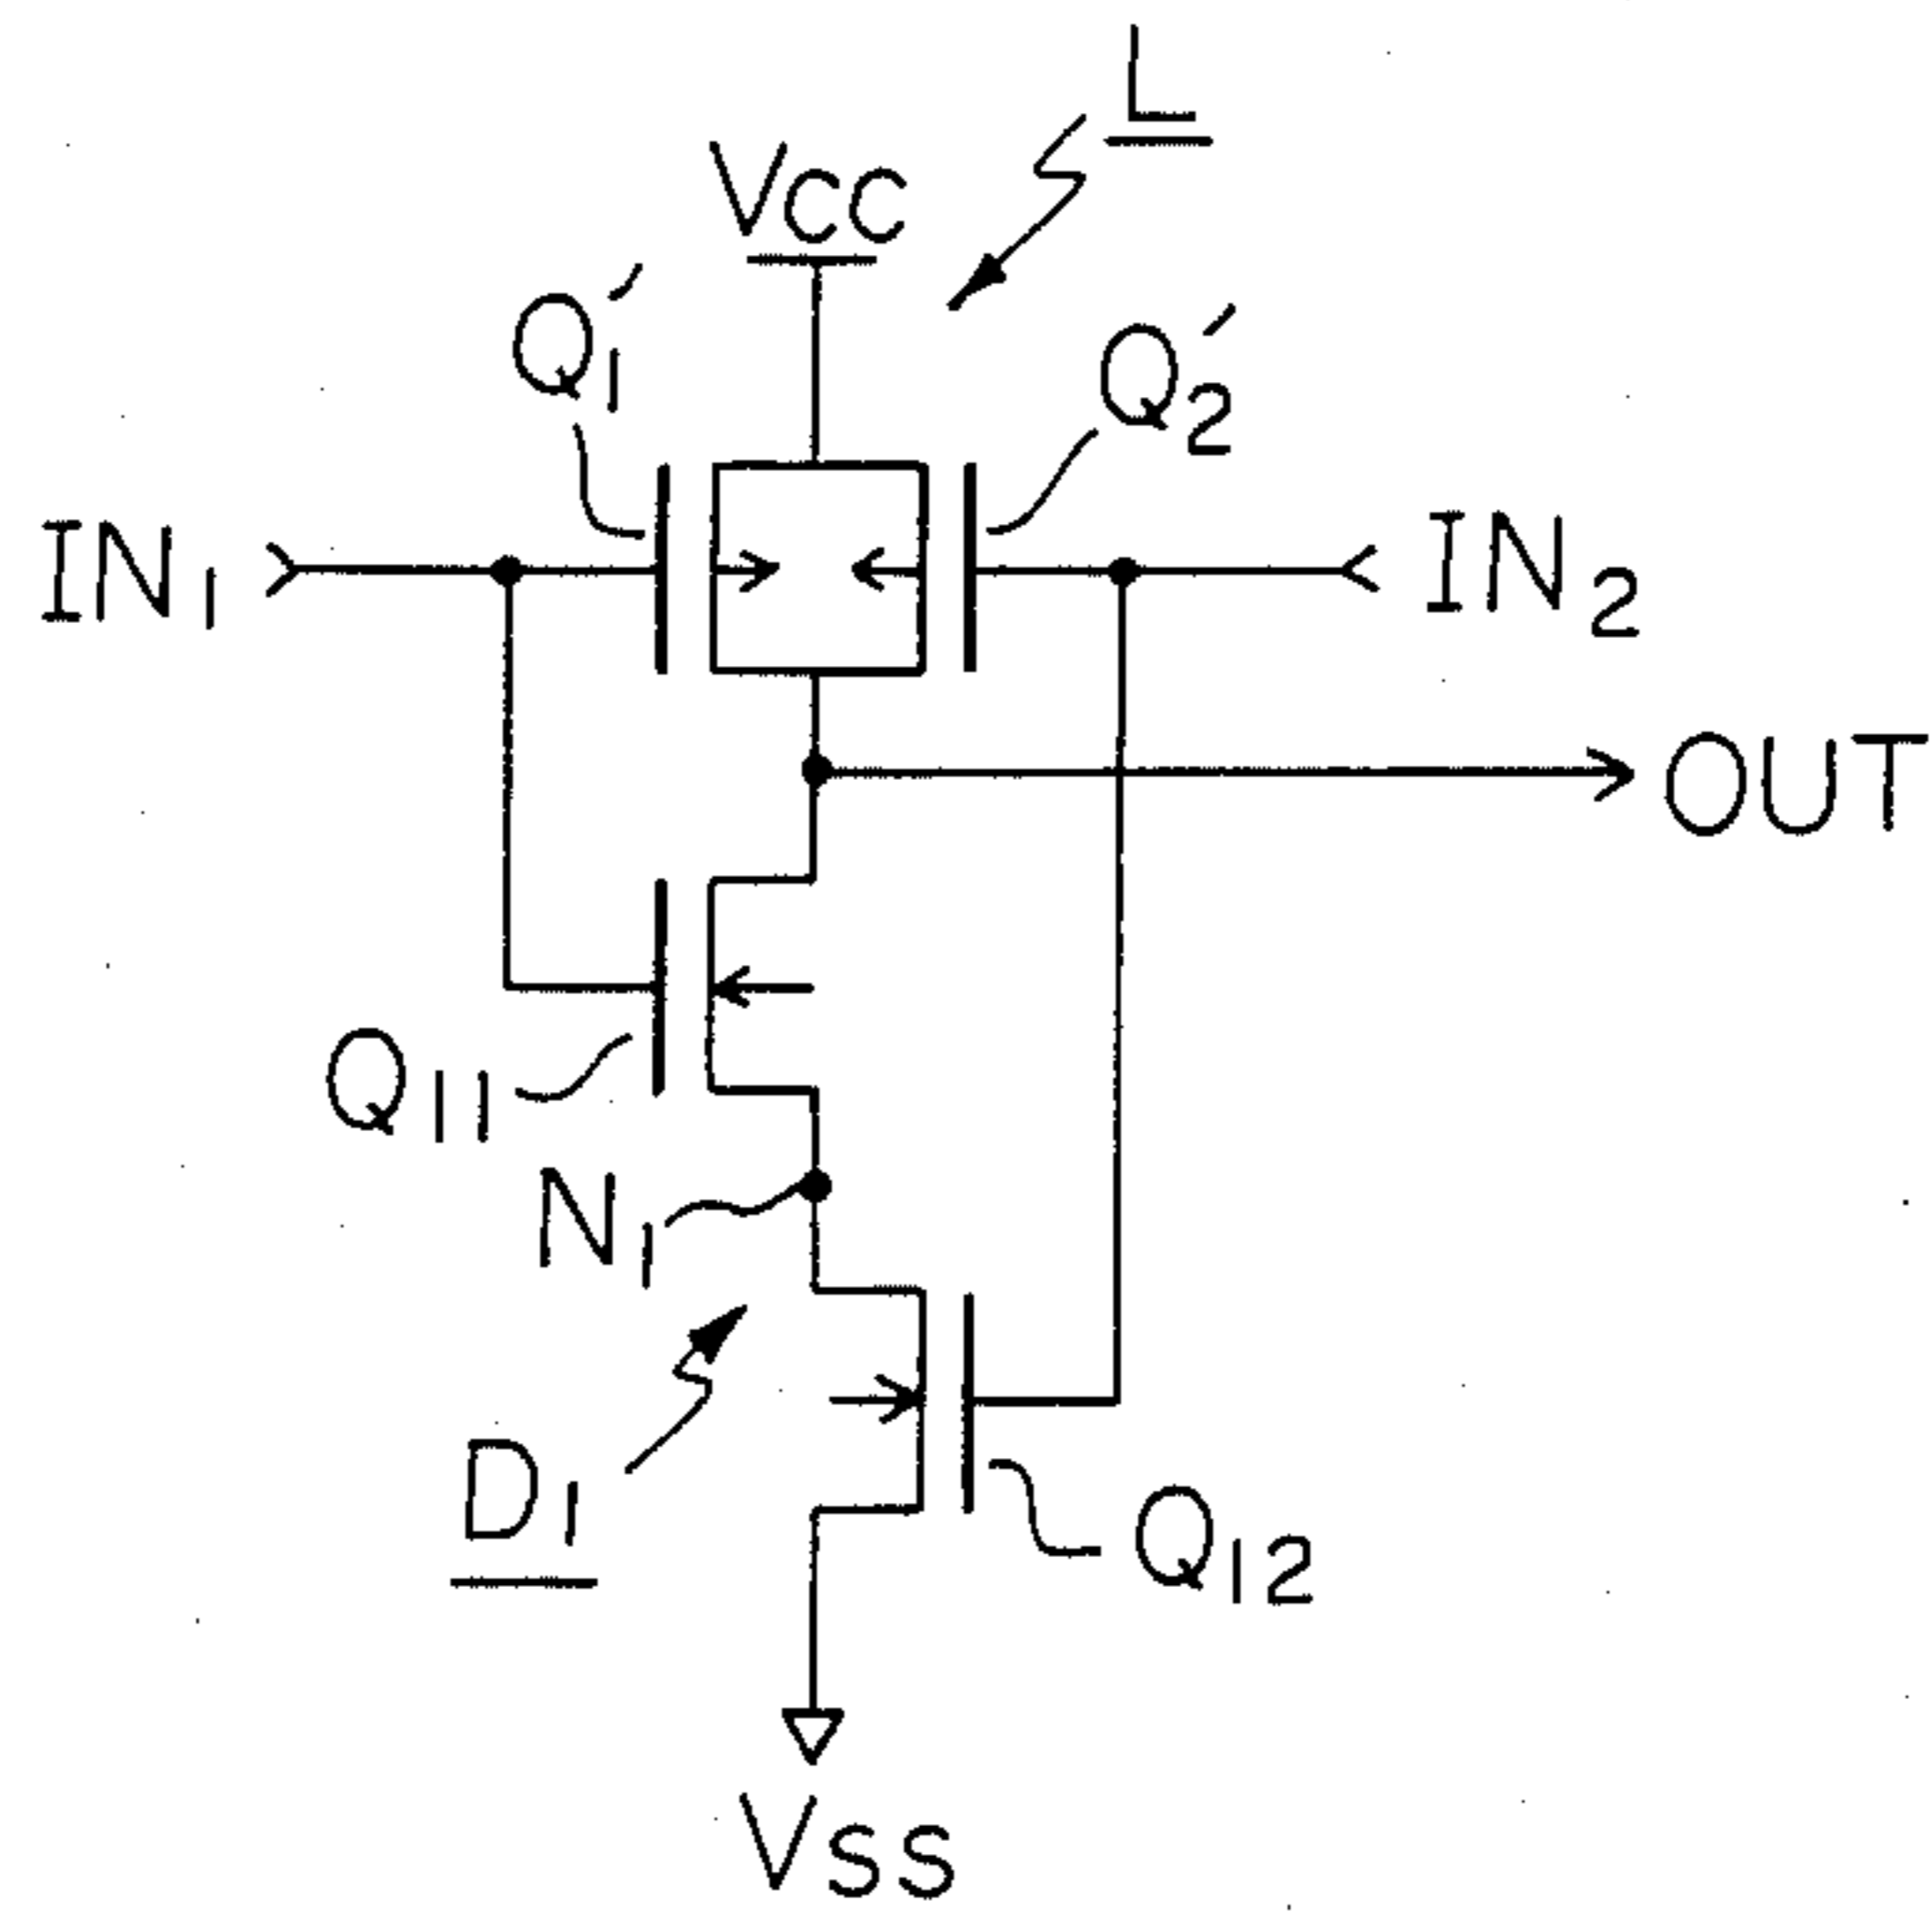 L
Vcc
Q₁′
Q₂′
IN₁
IN₂
OUT
Q₁₁
N₁
D₁
Q₁₂
Vss